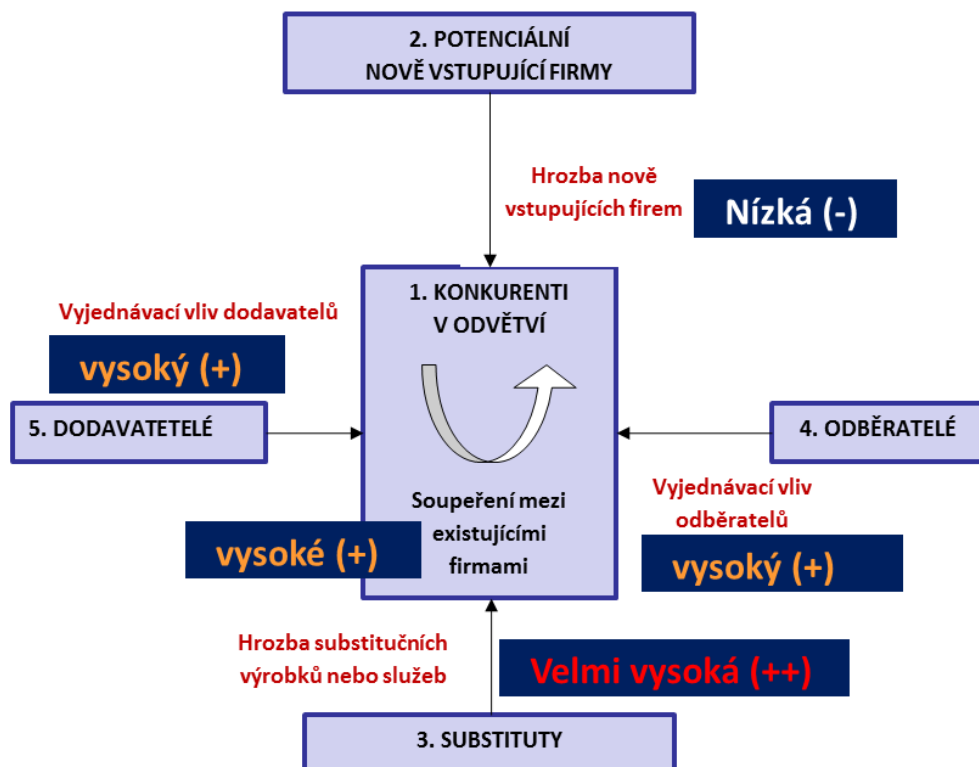 2. POTENCIÁLNÍ
NOVĚ VSTUPUJÍCÍ FIRMY
Hrozba nově
vstupujících firem
Nízká (-)
1. KONKURENTI
V ODVĚTVÍ
Vyjednávací vliv dodavatelů
vysoký (+)
5. DODAVATETELÉ
4. ODBĚRATELÉ
Soupeření mezi
existujícími
firmami
vysoké (+)
Vyjednávací vliv
odběratelů
vysoký (+)
Hrozba substitučních
výrobků nebo služeb
Velmi vysoká (++)
3. SUBSTITUTY